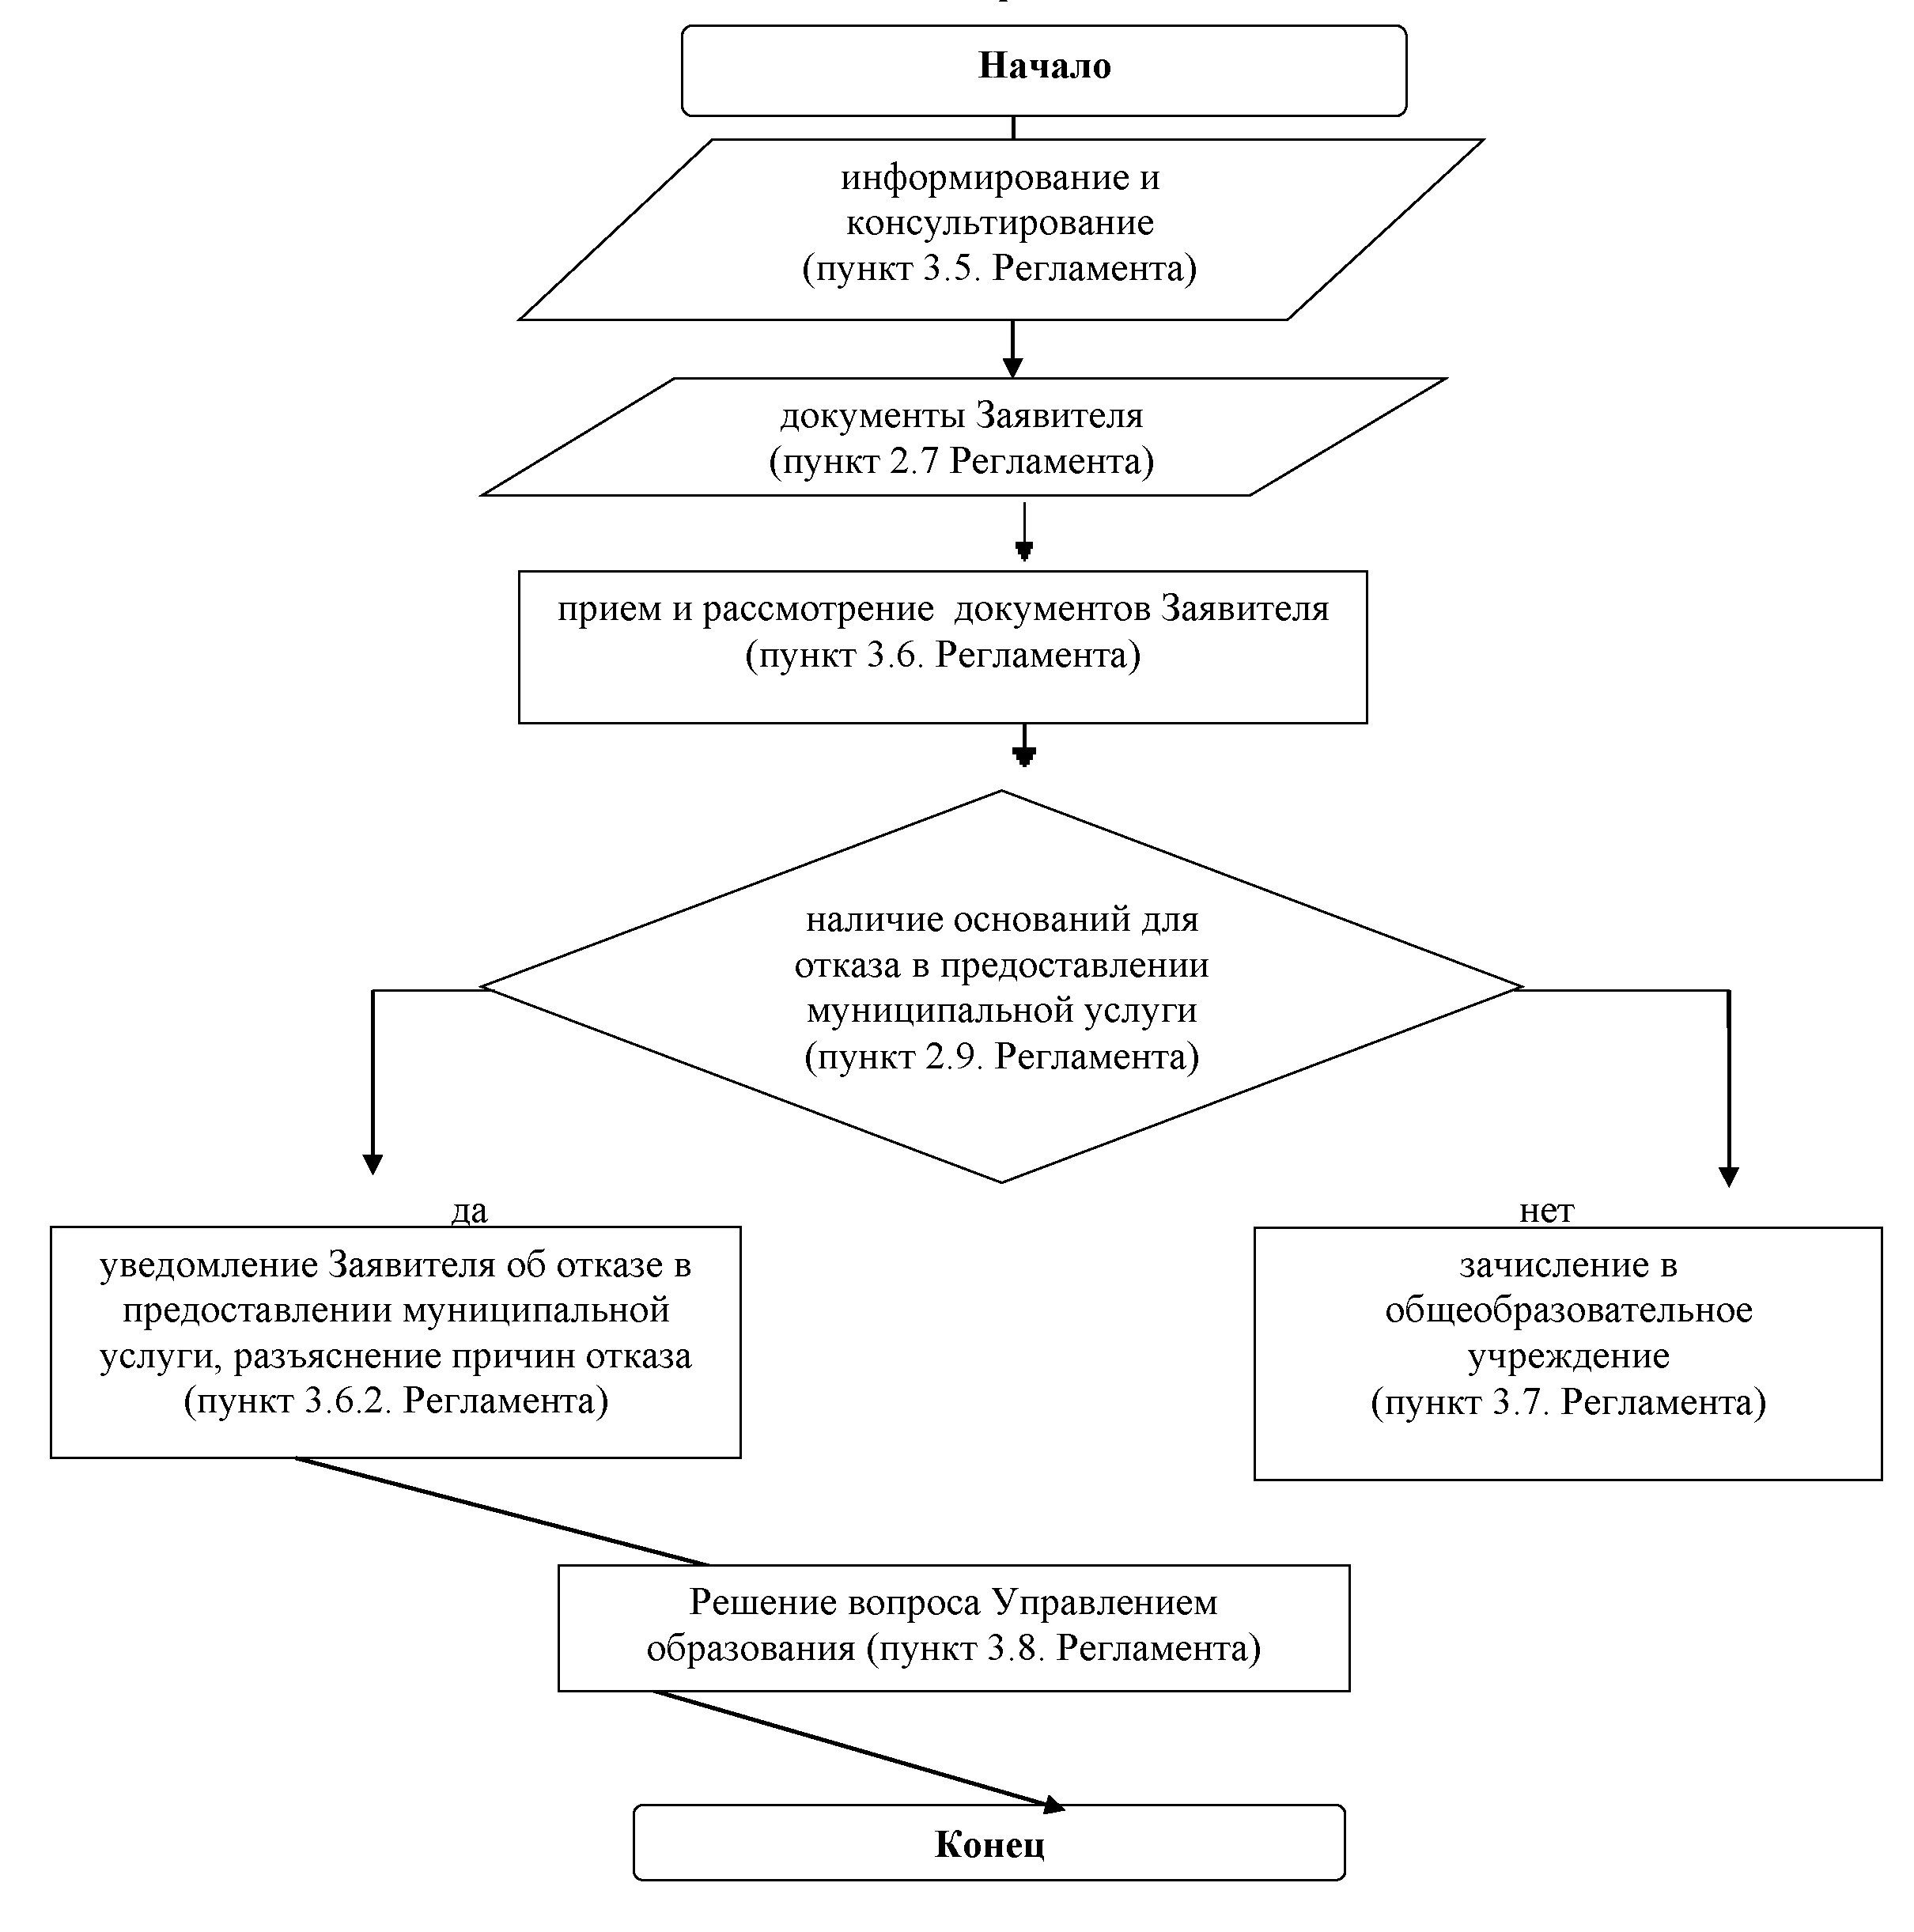 Начало
информирование и
консультирование
(пункт 3.5. Регламента)
документы Заявителя
(пункт 2.7 Регламента)
прием и рассмотрение  документов Заявителя
(пункт 3.6. Регламента)
наличие оснований для
отказа в предоставлении
муниципальной услуги
(пункт 2.9. Регламента)
да
уведомление Заявителя об отказе в
предоставлении муниципальной
услуги, разъяснение причин отказа
(пункт 3.6.2. Регламента)
нет
зачисление в
общеобразовательное
учреждение
(пункт 3.7. Регламента)
Решение вопроса Управлением
образования (пункт 3.8. Регламента)
Конец